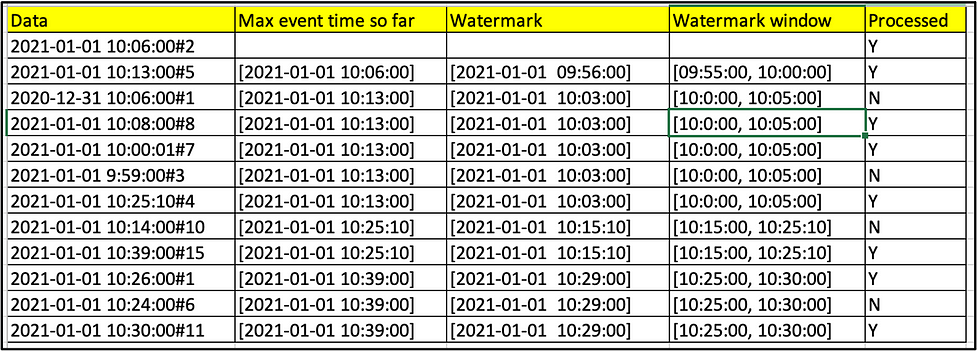 Data Max event time so far Watermark Watermark window Processed
2021-01-01 10:06:00#2 Y
2021-01-01 10:13:00#5 [2021-01-01 10:06:00] [2021-01-01 09:56:00] [09:55:00, 10:00:00] Y
2020-12-31 10:06:00#1 [2021-01-01 10:13:00] [2021-01-01 10:03:00] [10:0:00, 10:05:00] N
2021-01-01 10:08:00#8 [2021-01-01 10:13:00] [2021-01-01 10:03:00] [10:0:00, 10:05:00] Y
2021-01-01 10:00:01#7 [2021-01-01 10:13:00] [2021-01-01 10:03:00] [10:0:00, 10:05:00] Y
2021-01-01 9:59:00#3 [2021-01-01 10:13:00] [2021-01-01 10:03:00] [10:0:00, 10:05:00] N
2021-01-01 10:25:10#4 [2021-01-01 10:13:00] [2021-01-01 10:03:00] [10:0:00, 10:05:00] Y
2021-01-01 10:14:00#10 [2021-01-01 10:25:10] [2021-01-01 10:15:10] [10:15:00, 10:25:10] N
2021-01-01 10:39:00#15 [2021-01-01 10:25:10] [2021-01-01 10:15:10] [10:15:00, 10:25:10] Y
2021-01-01 10:26:00#1 [2021-01-01 10:39:00] [2021-01-01 10:29:00] [10:25:00, 10:30:00] Y
2021-01-01 10:24:00#6 [2021-01-01 10:39:00] [2021-01-01 10:29:00] [10:25:00, 10:30:00] N
2021-01-01 10:30:00#11 [2021-01-01 10:39:00] [2021-01-01 10:29:00] [10:25:00, 10:30:00] Y